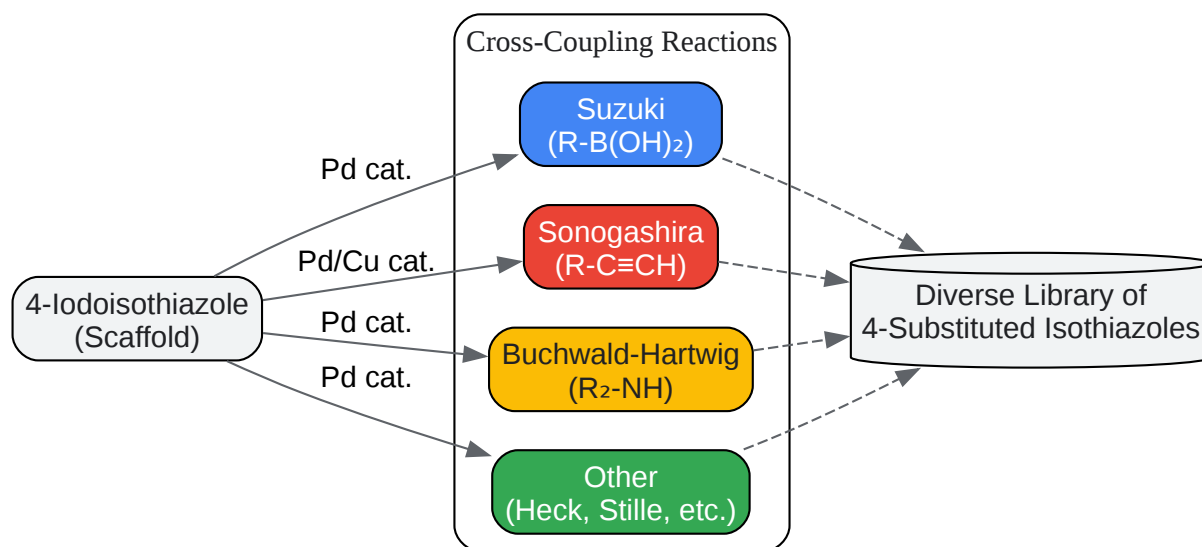 Cross-Coupling Reactions
Suzuki
(R-B(OH)₂)
Pd cat.
Sonogashira
(R-C≡CH)
Pd/Cu cat.
4-Iodoisothiazole
(Scaffold)
Diverse Library of
4-Substituted Isothiazoles
Pd cat.
Buchwald-Hartwig
(R₂-NH)
Pd cat.
Other
(Heck, Stille, etc.)